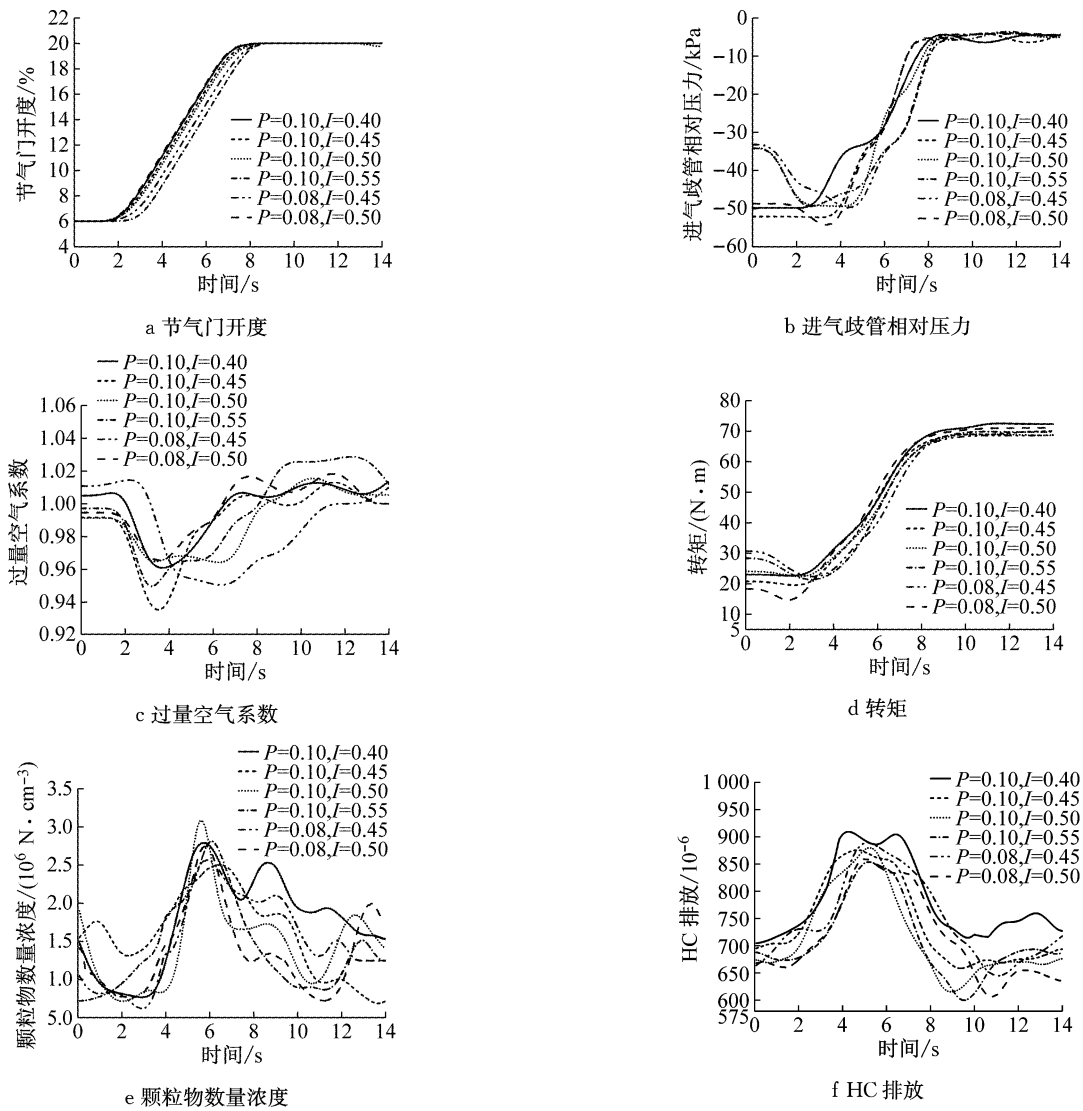 22
20
18
16
14
12
10
8
6
4
节气门开度/%
P=0.10,I=0.40
P=0.10,I=0.45
P=0.10,I=0.50
P=0.10,I=0.55
P=0.08,I=0.45
P=0.08,I=0.50
0 2 4 6 8 10 12 14
时间/s
a 节气门开度
0
−10
−20
−30
−40
−50
−60
进气歧管相对压力/kPa
P=0.10,I=0.40
P=0.10,I=0.45
P=0.10,I=0.50
P=0.10,I=0.55
P=0.08,I=0.45
P=0.08,I=0.50
0 2 4 6 8 10 12 14
时间/s
b 进气歧管相对压力
P=0.10,I=0.40
P=0.10,I=0.45
P=0.10,I=0.50
P=0.10,I=0.55
P=0.08,I=0.45
P=0.08,I=0.50
1.06
1.04
1.02
1.00
0.98
0.96
0.94
0.92
过量空气系数
0 2 4 6 8 10 12 14
时间/s
c 过量空气系数
80
70
60
50
40
30
20
10
5
转矩/(N·m)
P=0.10,I=0.40
P=0.10,I=0.45
P=0.10,I=0.50
P=0.10,I=0.55
P=0.08,I=0.45
P=0.08,I=0.50
0 2 4 6 8 10 12 14
时间/s
d 转矩
P=0.10,I=0.40
P=0.10,I=0.45
P=0.10,I=0.50
P=0.10,I=0.55
P=0.08,I=0.45
P=0.08,I=0.50
3.5
3.0
2.5
2.0
1.5
1.0
5.0
颗粒物数量浓度/(10⁶ N·cm⁻³)
0 2 4 6 8 10 12 14
时间/s
e 颗粒物数量浓度
P=0.10,I=0.40
P=0.10,I=0.45
P=0.10,I=0.50
P=0.10,I=0.55
P=0.08,I=0.45
P=0.08,I=0.50
1 000
950
900
850
800
750
700
650
600
575
HC 排放/10⁻⁶
0 2 4 6 8 10 12 14
时间/s
f HC 排放